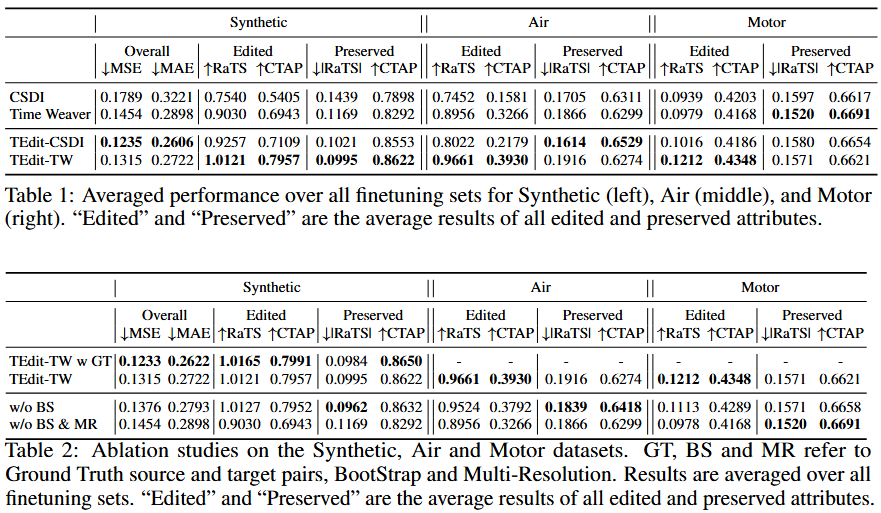 Synthetic Air Motor
Overall Edited Preserved Edited Preserved Edited Preserved
↓MSE ↓MAE ↑RaTS ↑CTAP ↓|RaTS| ↑CTAP ↑RaTS ↑CTAP ↓|RaTS| ↑CTAP ↑RaTS ↑CTAP ↓|RaTS| ↑CTAP
CSDI 0.1789 0.3221 0.7540 0.5405 0.1439 0.7898 0.7452 0.1581 0.1705 0.6311 0.0939 0.4203 0.1597 0.6617
Time Weaver 0.1454 0.2898 0.9030 0.6943 0.1169 0.8292 0.8956 0.3266 0.1866 0.6299 0.0979 0.4168 0.1520 0.6691
TEdit-CSDI 0.1235 0.2606 0.9257 0.7109 0.1021 0.8553 0.8022 0.2179 0.1614 0.6529 0.1016 0.4186 0.1580 0.6654
TEdit-TW 0.1315 0.2722 1.0121 0.7957 0.0995 0.8622 0.9661 0.3930 0.1916 0.6274 0.1212 0.4348 0.1571 0.6621
Table 1: Averaged performance over all finetuning sets for Synthetic (left), Air (middle), and Motor
(right). “Edited” and “Preserved” are the average results of all edited and preserved attributes.
Synthetic Air Motor
Overall Edited Preserved Edited Preserved Edited Preserved
↓MSE ↓MAE ↑RaTS ↑CTAP ↓|RaTS| ↑CTAP ↑RaTS ↑CTAP ↓|RaTS| ↑CTAP ↑RaTS ↑CTAP ↓|RaTS| ↑CTAP
TEdit-TW w GT 0.1233 0.2622 1.0165 0.7991 0.0984 0.8650 - - - - - - - -
TEdit-TW 0.1315 0.2722 1.0121 0.7957 0.0995 0.8622 0.9661 0.3930 0.1916 0.6274 0.1212 0.4348 0.1571 0.6621
w/o BS 0.1376 0.2793 1.0127 0.7952 0.0962 0.8632 0.9524 0.3792 0.1839 0.6418 0.1113 0.4289 0.1571 0.6658
w/o BS & MR 0.1454 0.2898 0.9030 0.6943 0.1169 0.8292 0.8956 0.3266 0.1866 0.6299 0.0978 0.4168 0.1520 0.6691
Table 2: Ablation studies on the Synthetic, Air and Motor datasets. GT, BS and MR refer to
Ground Truth source and target pairs, BootStrap and Multi-Resolution. Results are averaged over all
finetuning sets. “Edited” and “Preserved” are the average results of all edited and preserved attributes.